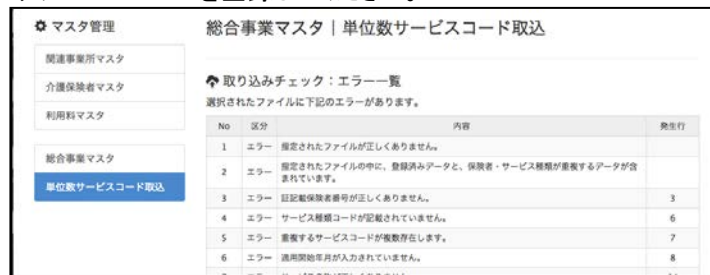 マスタ管理
総合事業マスタ | 単位数サービスコード取込
関連事業所マスタ
介護保険者マスタ
利用料マスタ
総合事業マスタ
単位数サービスコード取込
取り込みチェック：エラー一覧
選択されたファイルに下記のエラーがあります。
No 区分 内容 発生行
1 エラー 指定されたファイルが正しくありません。
2 エラー 指定されたファイルの中に、登録済みデータと、保険者・サービス種類が重複するデータが含
まれています。
3 エラー 証記載保険者番号が正しくありません。 3
4 エラー サービス種類コードが記載されていません。 6
5 エラー 重複するサービスコードが複数存在します。 7
6 エラー 適用開始年月が入力されていません。 8